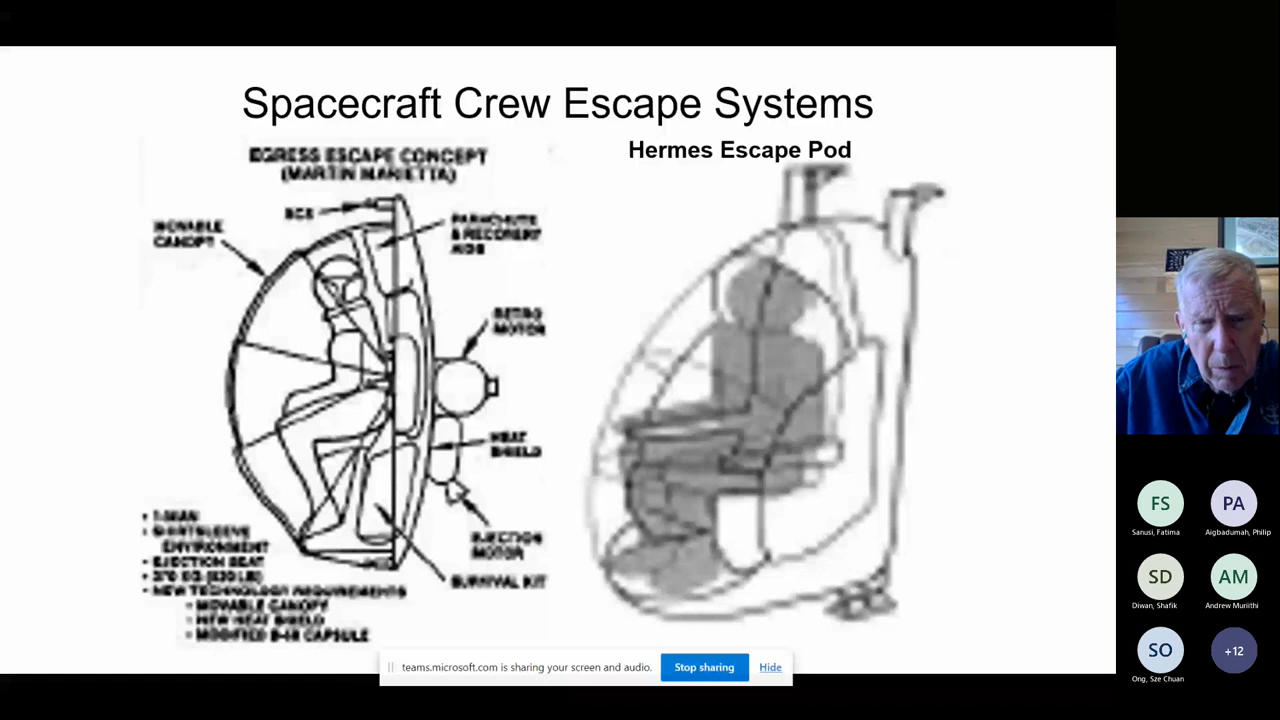 Spacecraft Crew Escape Systems
EGRESS ESCAPE CONCEPT
(MARTIN MARIETTA)
Hermes Escape Pod
RCS
MOVABLE
CANOPY
PARACHUTE
& RECOVERY
AIDS
RETRO
MOTOR
HEAT
SHIELD
EJECTION
MOTOR
SURVIVAL KIT
• 1-MAN
• SHIRTSLEEVE
ENVIRONMENT
• EJECTION SEAT
• 370 KG
• NEW TECHNOLOGY REQUIREMENTS
• MOVABLE CANOPY
• NEW HEAT SHIELD
• MODIFIED CAPSULE
teams.microsoft.com is sharing your screen and audio.
Stop sharing
Hide
FS
Sanusi, Fatima
PA
Aigbadumah, Philip
SD
Diwan, Shafik
AM
Andrew Muriithi
SO
Ong, Sze Chuan
+12